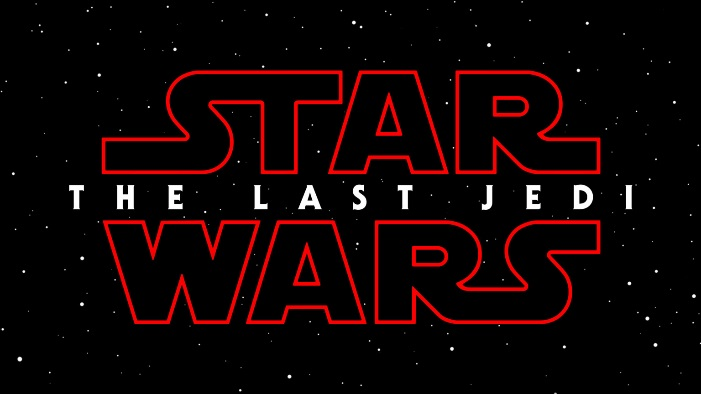 STAR
THE LAST JEDI
WARS